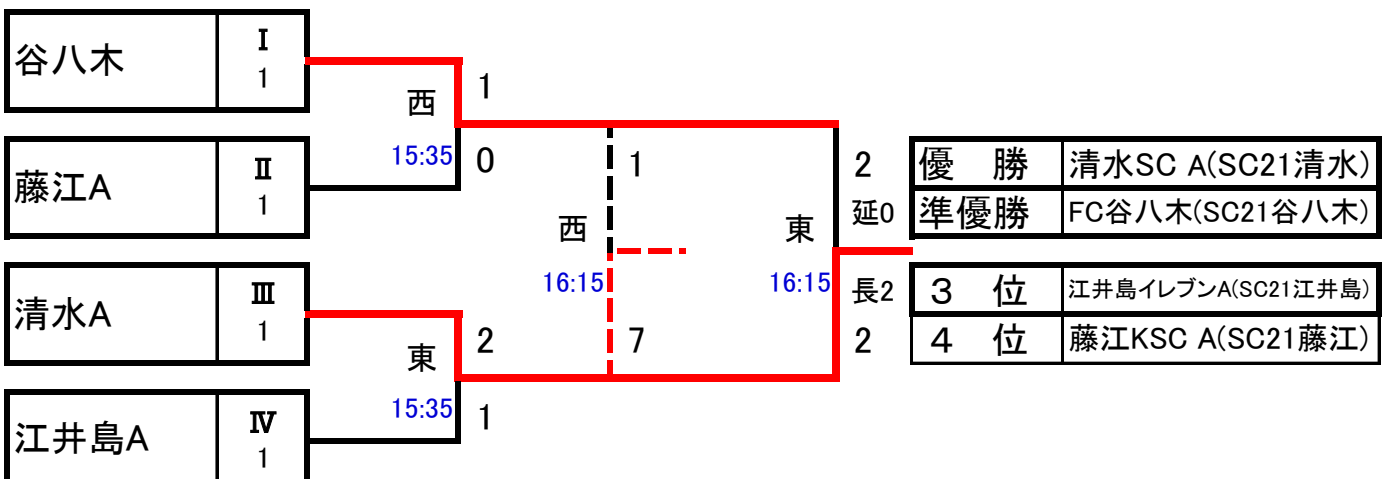 谷八木 Ⅰ 1
西 1
15:35 0
藤江A Ⅱ 1
1
西
16:15
7
東
16:15
2
延0
長2
2
清水A Ⅲ 1
東 2
15:35 1
江井島A Ⅳ 1
優　勝 清水SC A(SC21清水)
準優勝 FC谷八木(SC21谷八木)
３　位 江井島イレブンA(SC21江井島)
４　位 藤江KSC A(SC21藤江)